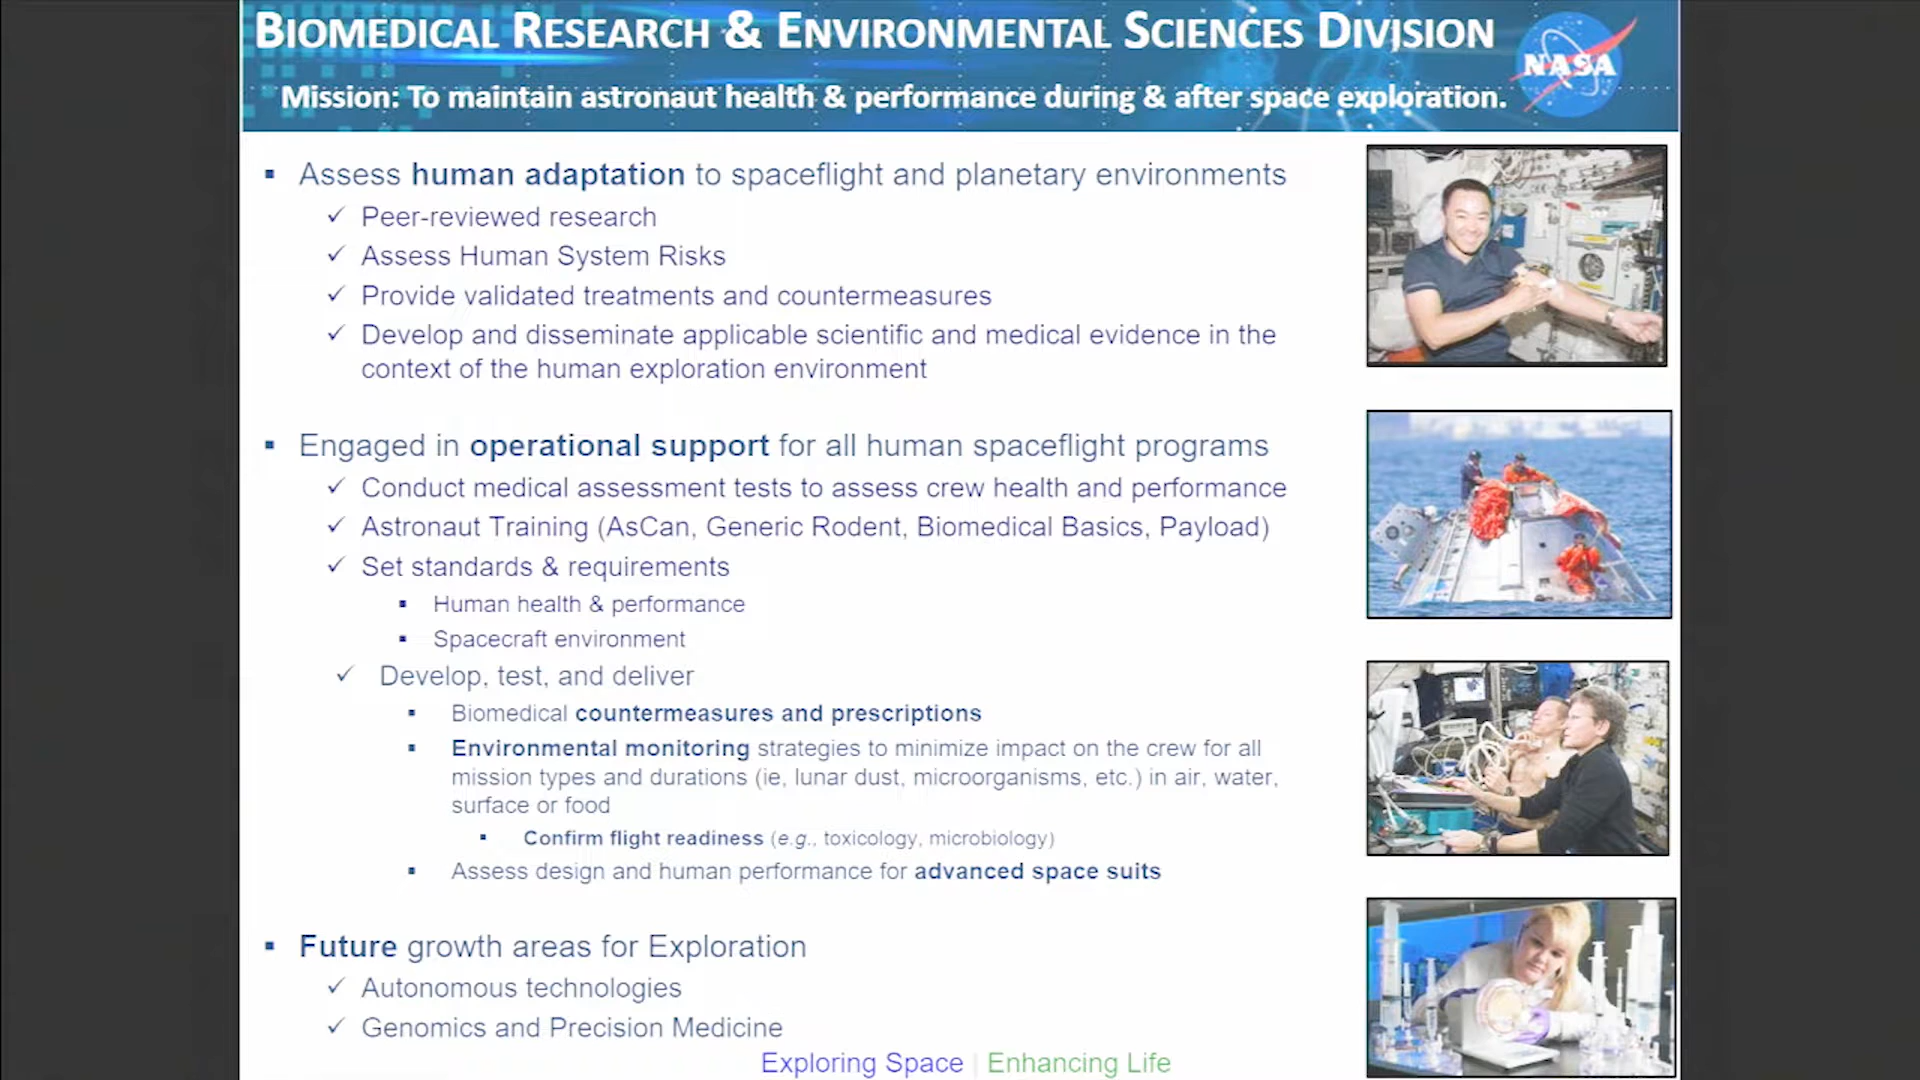 BIOMEDICAL RESEARCH & ENVIRONMENTAL SCIENCES DIVISION
NASA
Mission: To maintain astronaut health & performance during & after space exploration.
▪ Assess human adaptation to spaceflight and planetary environments
✓ Peer-reviewed research
✓ Assess Human System Risks
✓ Provide validated treatments and countermeasures
✓ Develop and disseminate applicable scientific and medical evidence in the
context of the human exploration environment
▪ Engaged in operational support for all human spaceflight programs
✓ Conduct medical assessment tests to assess crew health and performance
✓ Astronaut Training (AsCan, Generic Rodent, Biomedical Basics, Payload)
✓ Set standards & requirements
▪ Human health & performance
▪ Spacecraft environment
✓ Develop, test, and deliver
▪ Biomedical countermeasures and prescriptions
▪ Environmental monitoring strategies to minimize impact on the crew for all
mission types and durations (ie, lunar dust, microorganisms, etc.) in air, water,
surface or food
▪ Confirm flight readiness (e.g., toxicology, microbiology)
▪ Assess design and human performance for advanced space suits
▪ Future growth areas for Exploration
✓ Autonomous technologies
✓ Genomics and Precision Medicine
Exploring Space | Enhancing Life